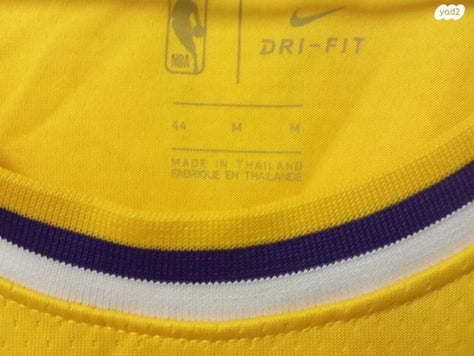 yad2
NBA
DRI-FIT
44 M M
MADE IN THAILAND
FABRIQUE EN THAILANDE